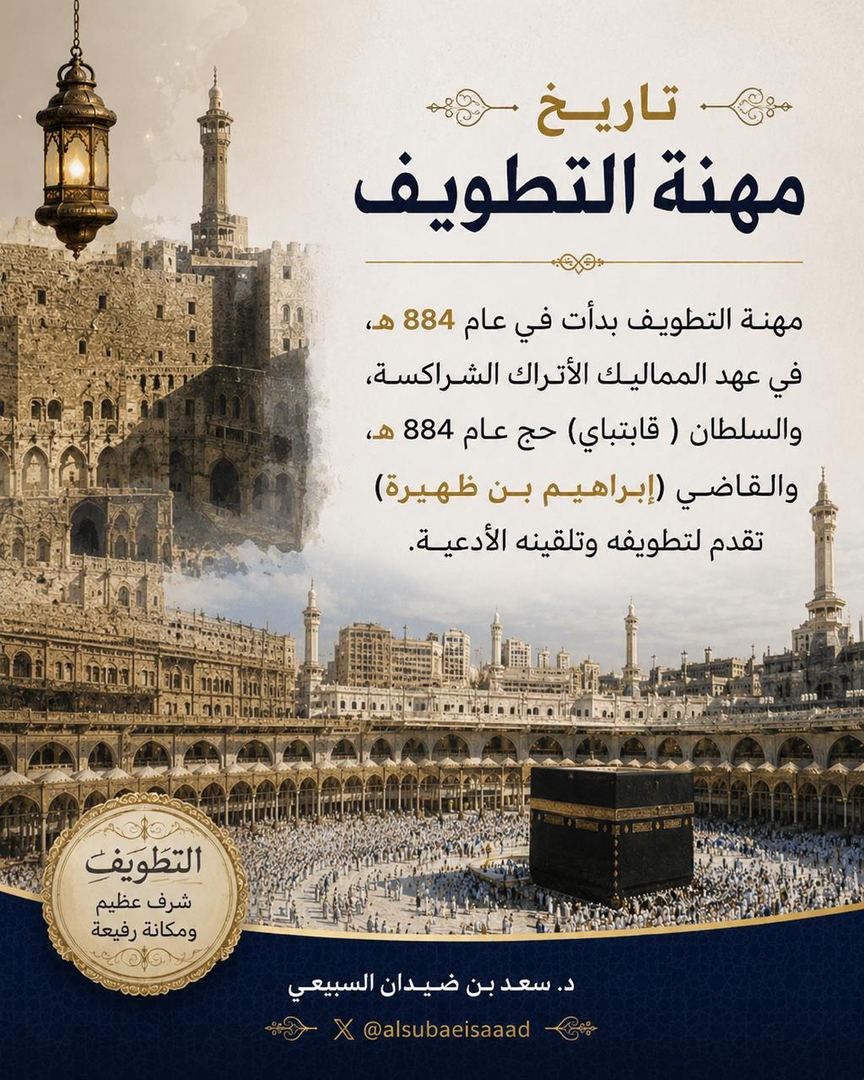 تاريخ
مهنة التطويف
مهنة التطويف بدأت في عام 884 هـ،
في عهد المماليك الأتراك الشراكسة،
والسلطان ( قابتباي) حج عام 884 هـ،
والقاضي (إبراهيم بن ظهيرة)
تقدم لتطويفه وتلقينه الأدعية.
التطويف
شرف عظيم
ومكانة رفيعة
د. سعد بن ضيدان السبيعي
X @alsubaeisaaad